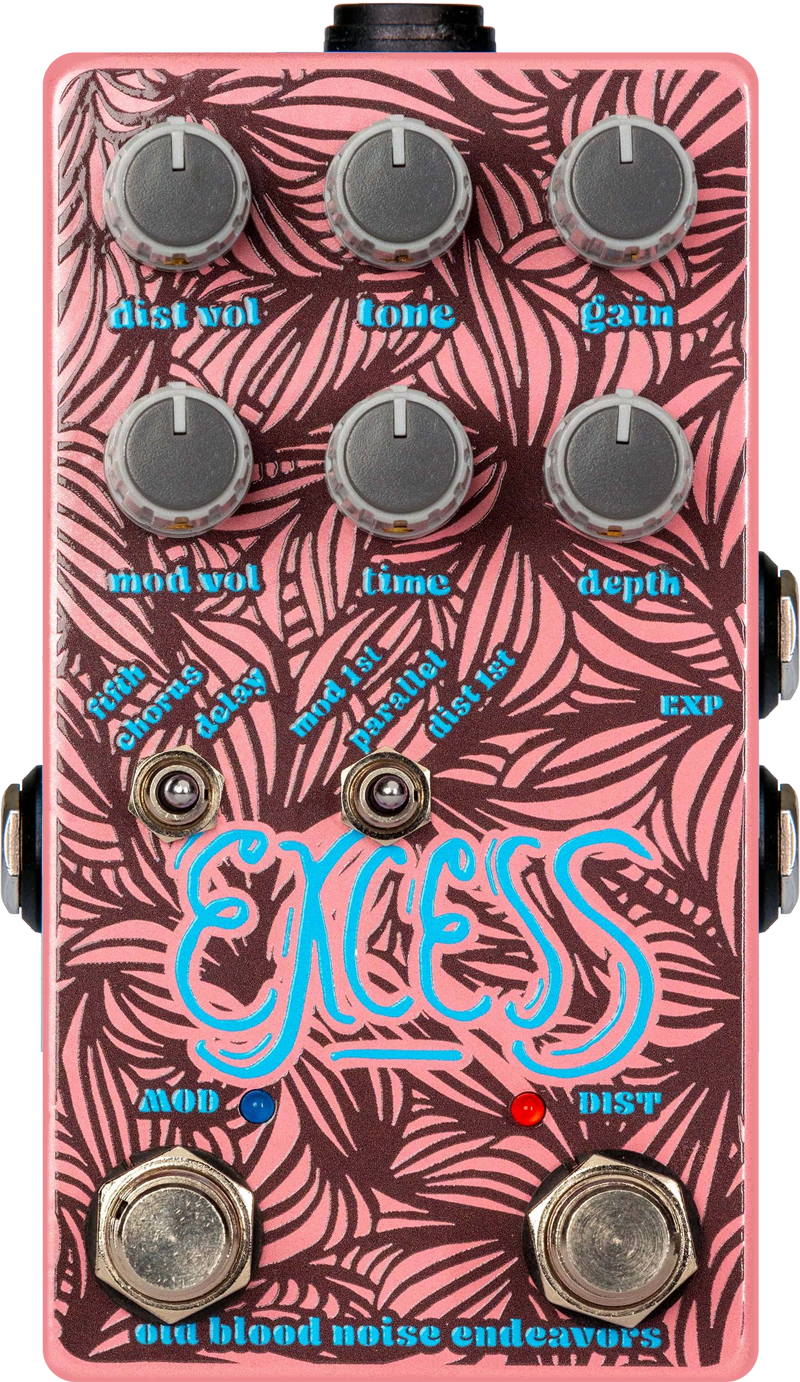 dist vol tone gain
mod vol time depth
fifth
chorus
delay
mod 1st
parallel
dist 1st
EXP
EXCESS
MOD DIST
old blood noise endeavors